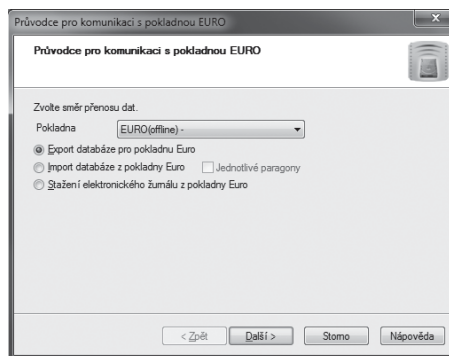 Průvodce pro komunikaci s pokladnou EURO
Průvodce pro komunikaci s pokladnou EURO
Zvolte směr přenosu dat.
Pokladna EURO(offline) -
Export databáze pro pokladnu Euro
Import databáze z pokladny Euro Jednotlivé paragony
Stažení elektronického žurnálu z pokladny Euro
< Zpět Další > Storno Nápověda